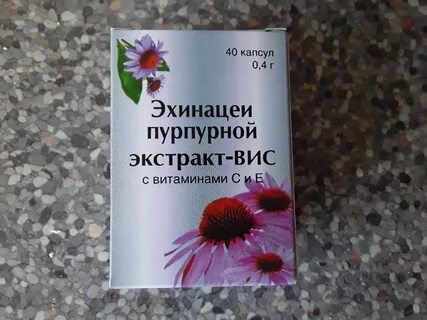 40 капсул
0,4 г
Эхинацеи
пурпурной
экстракт-ВИС
с витаминами С и Е